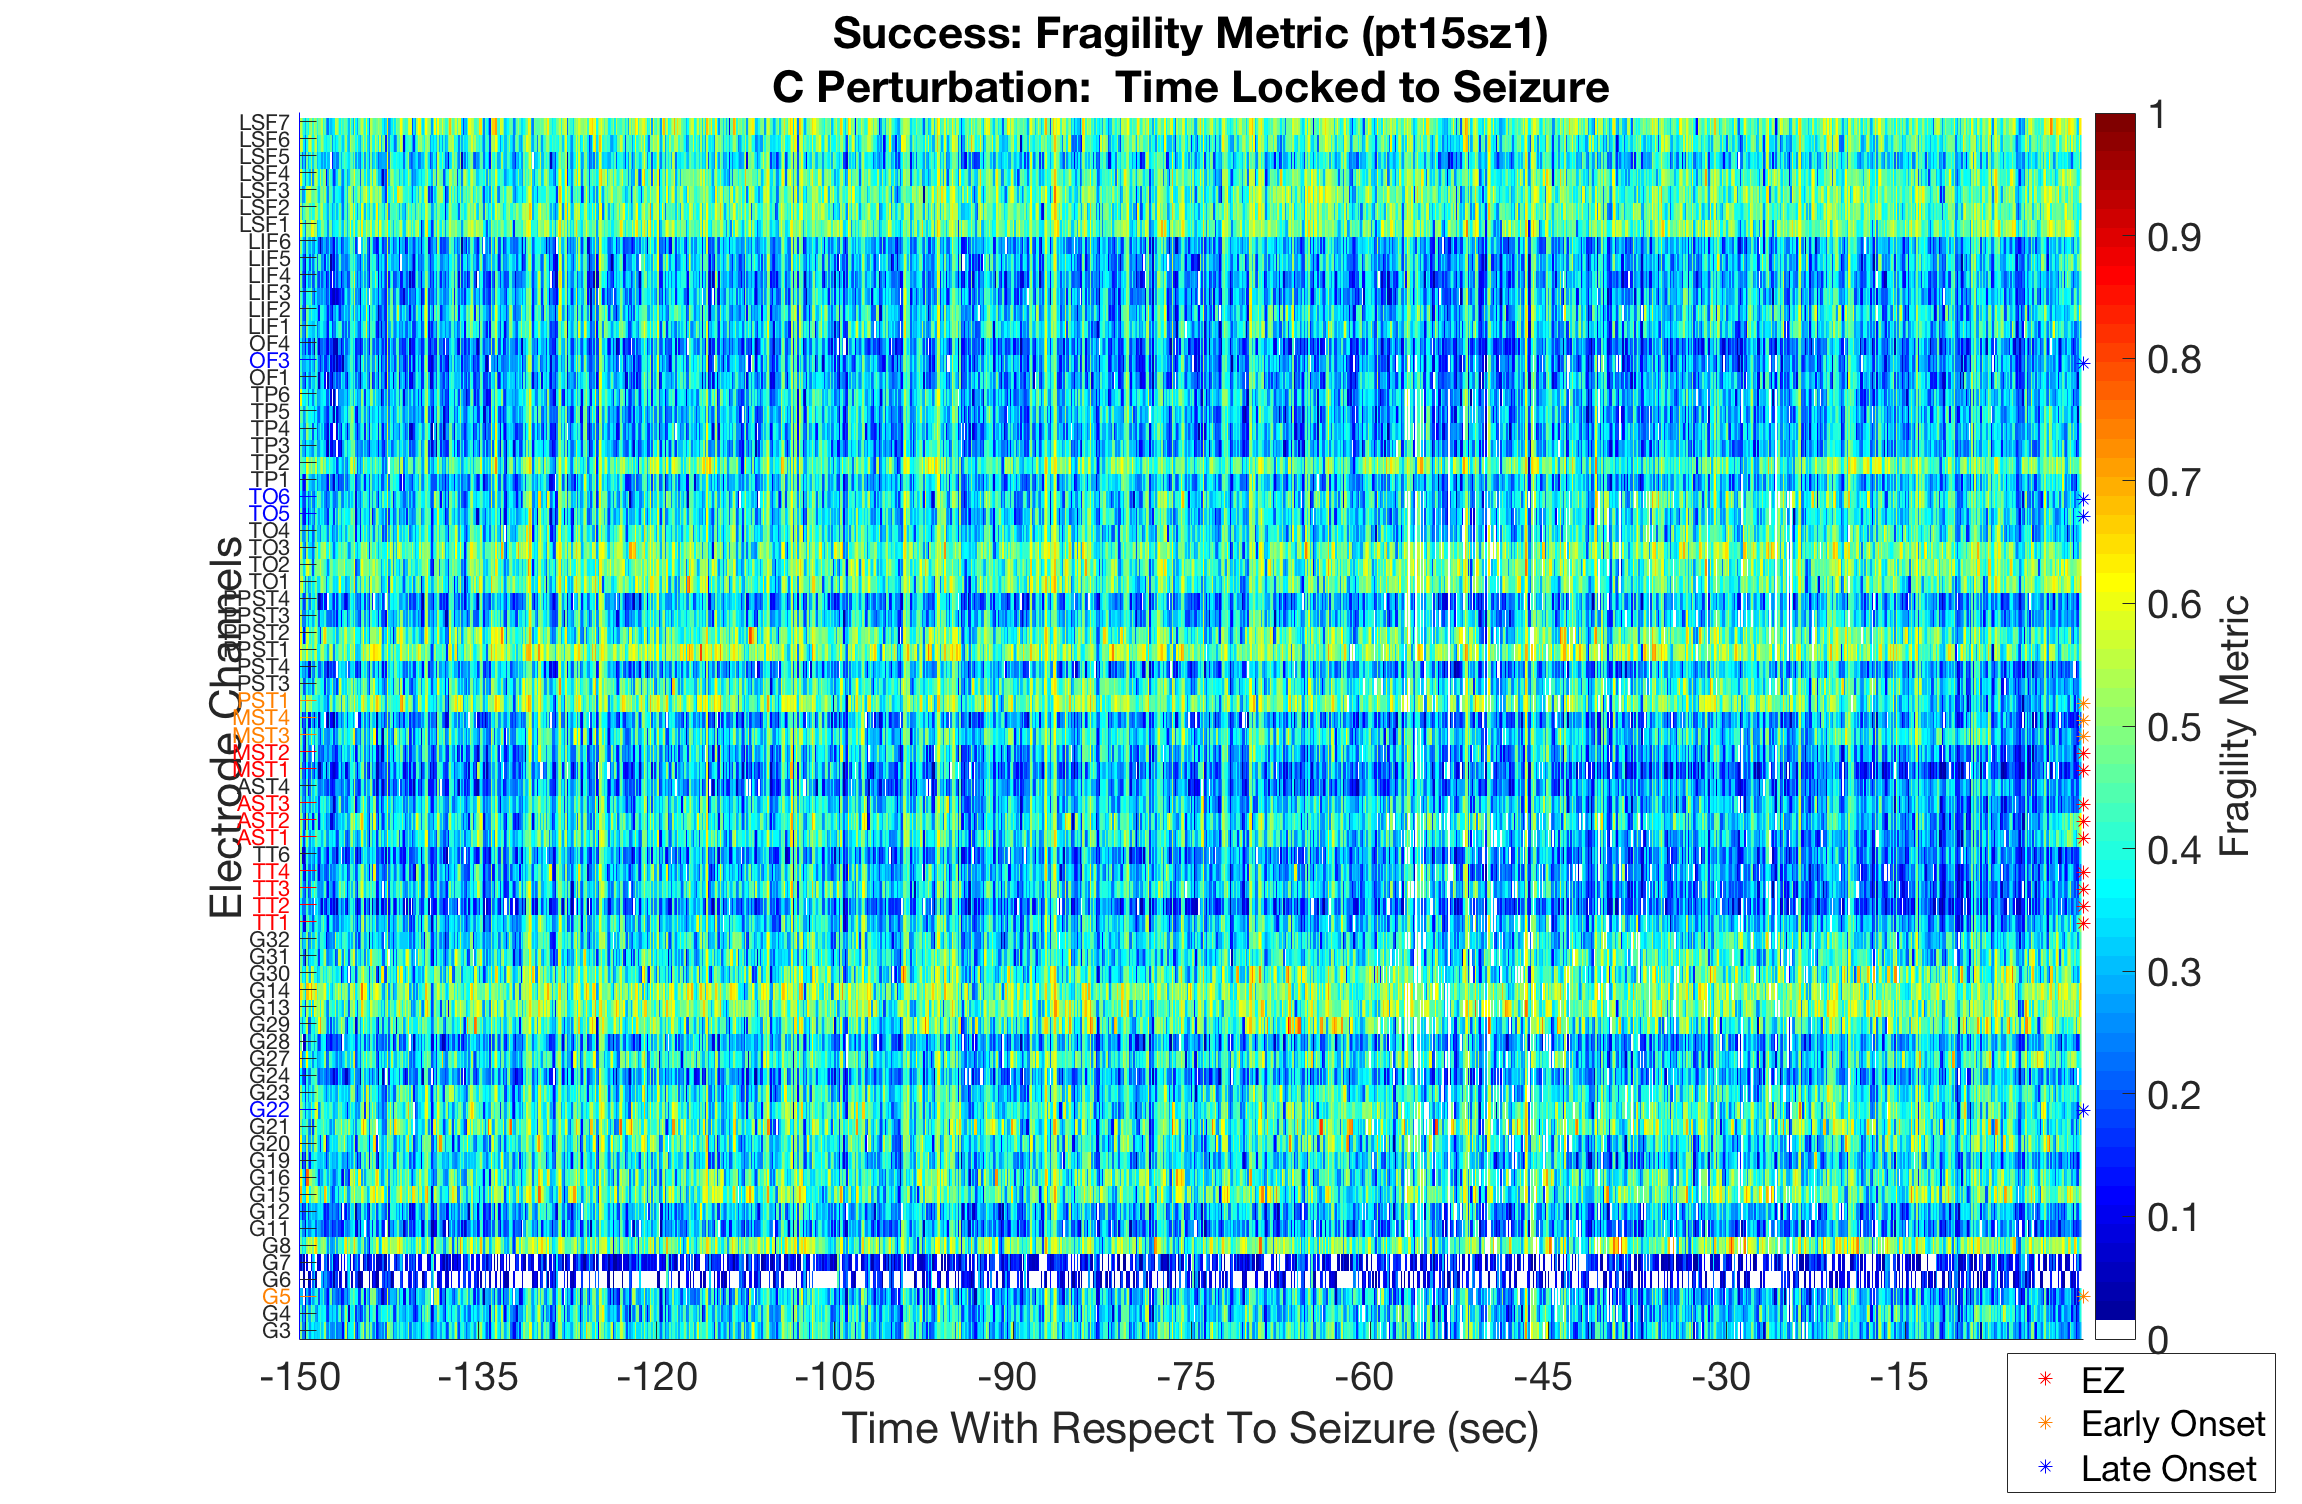 Success: Fragility Metric (pt15sz1)
C Perturbation: Time Locked to Seizure
LSF7
LSF6
LSF5
LSF4
LSF3
LSF2
LSF1
LIF6
LIF5
LIF4
LIF3
LIF2
LIF1
OF4
OF3
OF1
TP6
TP5
TP4
TP3
TP2
TP1
TO6
TO5
TO4
TO3
TO2
TO1
PST4
PST3
MST4
MST3
MST2
MST1
AST4
AST3
AST2
AST1
TT6
TT4
TT3
TT2
TT1
G32
G31
G30
G14
G13
G29
G28
G27
G24
G23
G22
G21
G20
G19
G16
G15
G12
G11
G8
G7
G6
G5
G4
G3
Electrode Channels
-150
-135
-120
-105
-90
-75
-60
-45
-30
-15
Time With Respect To Seizure (sec)
1
0.9
0.8
0.7
0.6
0.5
0.4
0.3
0.2
0.1
0
Fragility Metric
EZ
Early Onset
Late Onset